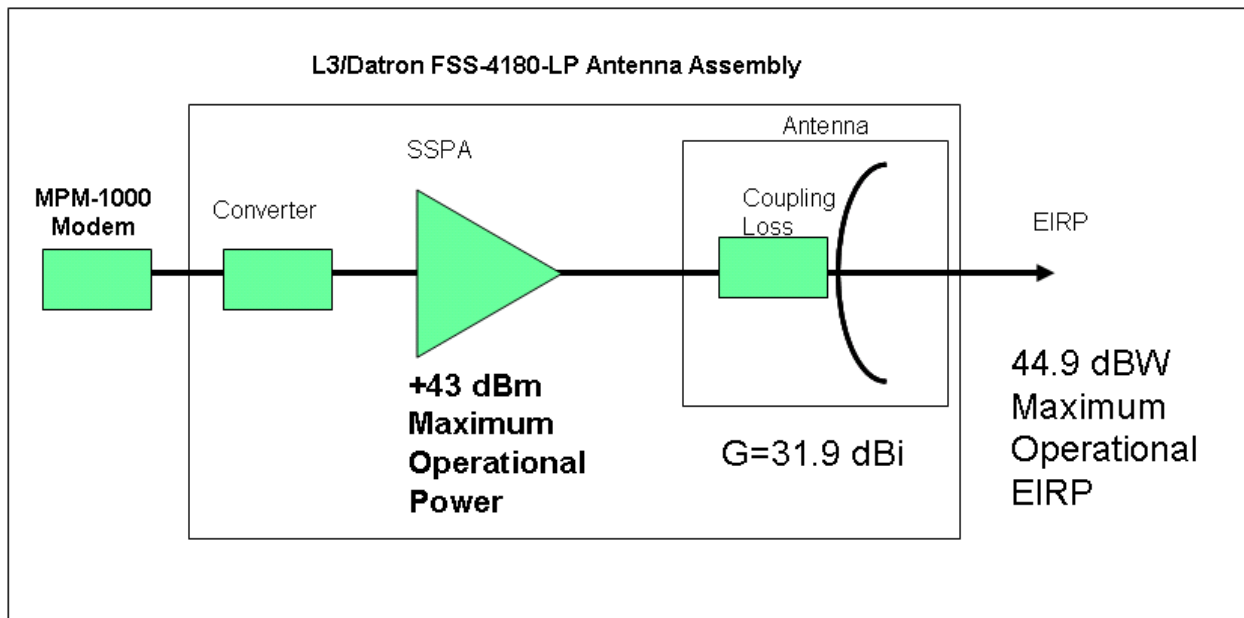 L3/Datron FSS-4180-LP Antenna Assembly
Antenna
SSPA
MPM-1000
Modem
Converter
Coupling
Loss
EIRP
+43 dBm
Maximum
Operational
Power
G=31.9 dBi
44.9 dBW
Maximum
Operational
EIRP